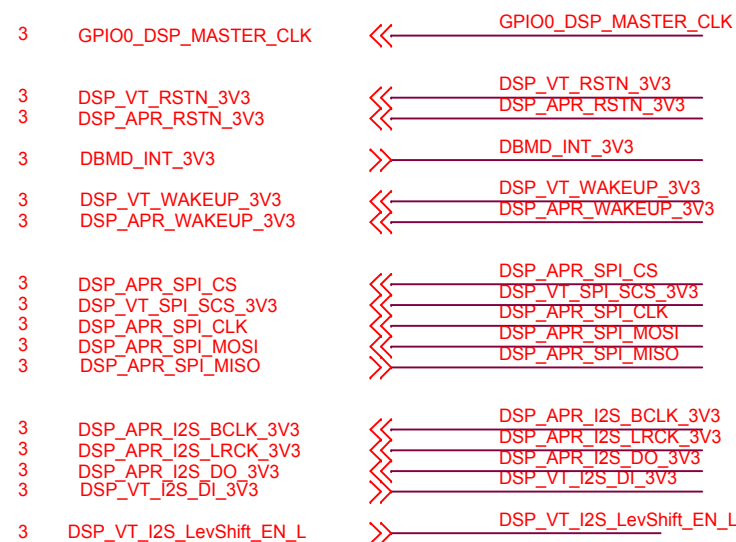 3 GPIO0_DSP_MASTER_CLK GPIO0_DSP_MASTER_CLK
3 DSP_VT_RSTN_3V3 DSP_VT_RSTN_3V3
3 DSP_APR_RSTN_3V3 DSP_APR_RSTN_3V3
3 DBMD_INT_3V3 DBMD_INT_3V3
3 DSP_VT_WAKEUP_3V3 DSP_VT_WAKEUP_3V3
3 DSP_APR_WAKEUP_3V3 DSP_APR_WAKEUP_3V3
3 DSP_APR_SPI_CS DSP_APR_SPI_CS
3 DSP_VT_SPI_SCS_3V3 DSP_VT_SPI_SCS_3V3
3 DSP_APR_SPI_CLK DSP_APR_SPI_CLK
3 DSP_APR_SPI_MOSI DSP_APR_SPI_MOSI
3 DSP_APR_SPI_MISO DSP_APR_SPI_MISO
3 DSP_APR_I2S_BCLK_3V3 DSP_APR_I2S_BCLK_3V3
3 DSP_APR_I2S_LRCK_3V3 DSP_APR_I2S_LRCK_3V3
3 DSP_APR_I2S_DO_3V3 DSP_APR_I2S_DO_3V3
3 DSP_VT_I2S_DI_3V3 DSP_VT_I2S_DI_3V3
3 DSP_VT_I2S_LevShift_EN_L DSP_VT_I2S_LevShift_EN_L